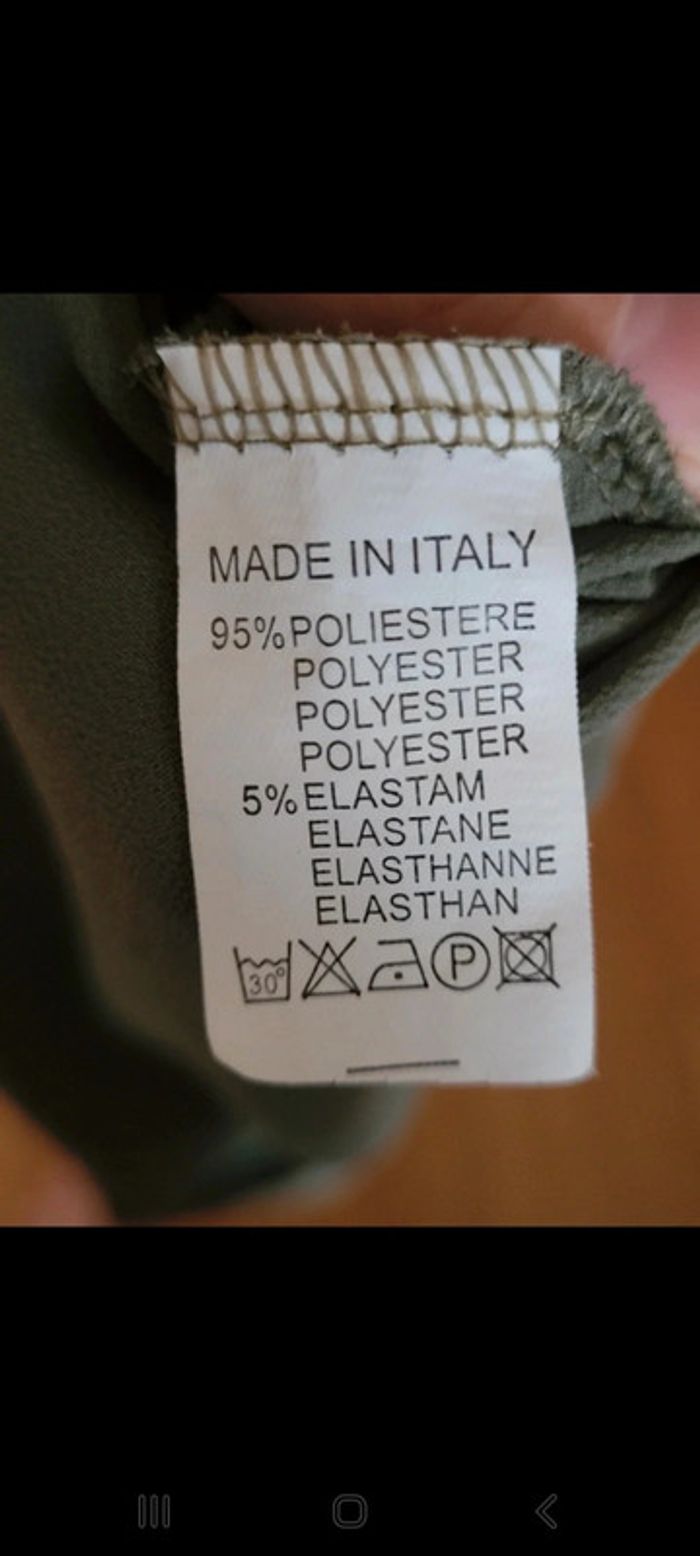 MADE IN ITALY
95% POLIESTERE
POLYESTER
POLYESTER
POLYESTER
5% ELASTAM
ELASTANE
ELASTHANNE
ELASTHAN
30° P